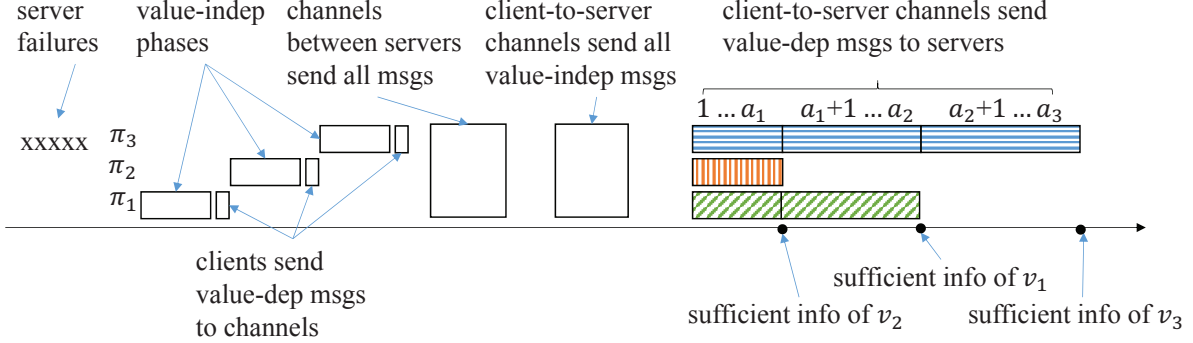 server
failures
value-indep
phases
channels
between servers
send all msgs
client-to-server
channels send all
value-indep msgs
client-to-server channels send
value-dep msgs to servers
1 … a₁
a₁+1 … a₂
a₂+1 … a₃
xxxxx
π₃
π₂
π₁
clients send
value-dep msgs
to channels
sufficient info of v₁
sufficient info of v₂
sufficient info of v₃